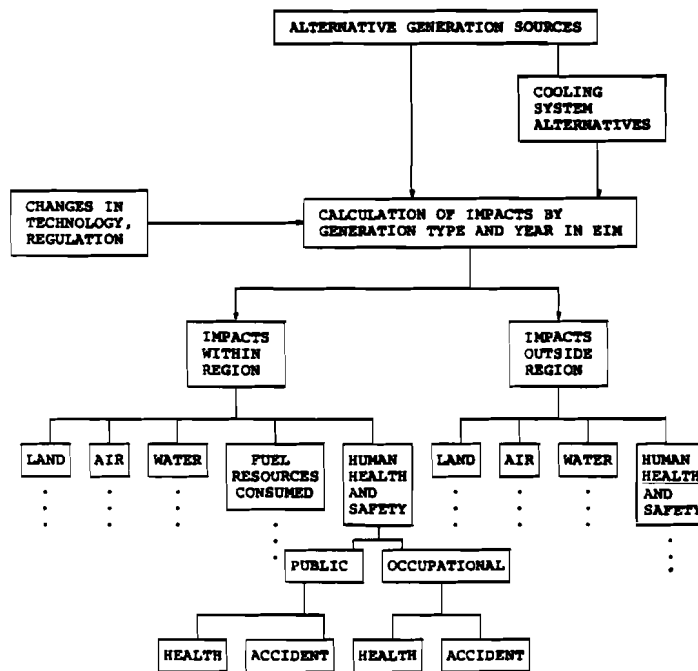 ALTERNATIVE GENERATION SOURCES
COOLING
SYSTEM
ALTERNATIVES
CHANGES IN
TECHNOLOGY,
REGULATION
CALCULATION OF IMPACTS BY
GENERATION TYPE AND YEAR IN EIM
IMPACTS
WITHIN
REGION
IMPACTS
OUTSIDE
REGION
LAND
AIR
WATER
FUEL
RESOURCES
CONSUMED
HUMAN
HEALTH
AND
SAFETY
LAND
AIR
WATER
HUMAN
HEALTH
AND
SAFETY
PUBLIC
OCCUPATIONAL
HEALTH
ACCIDENT
HEALTH
ACCIDENT